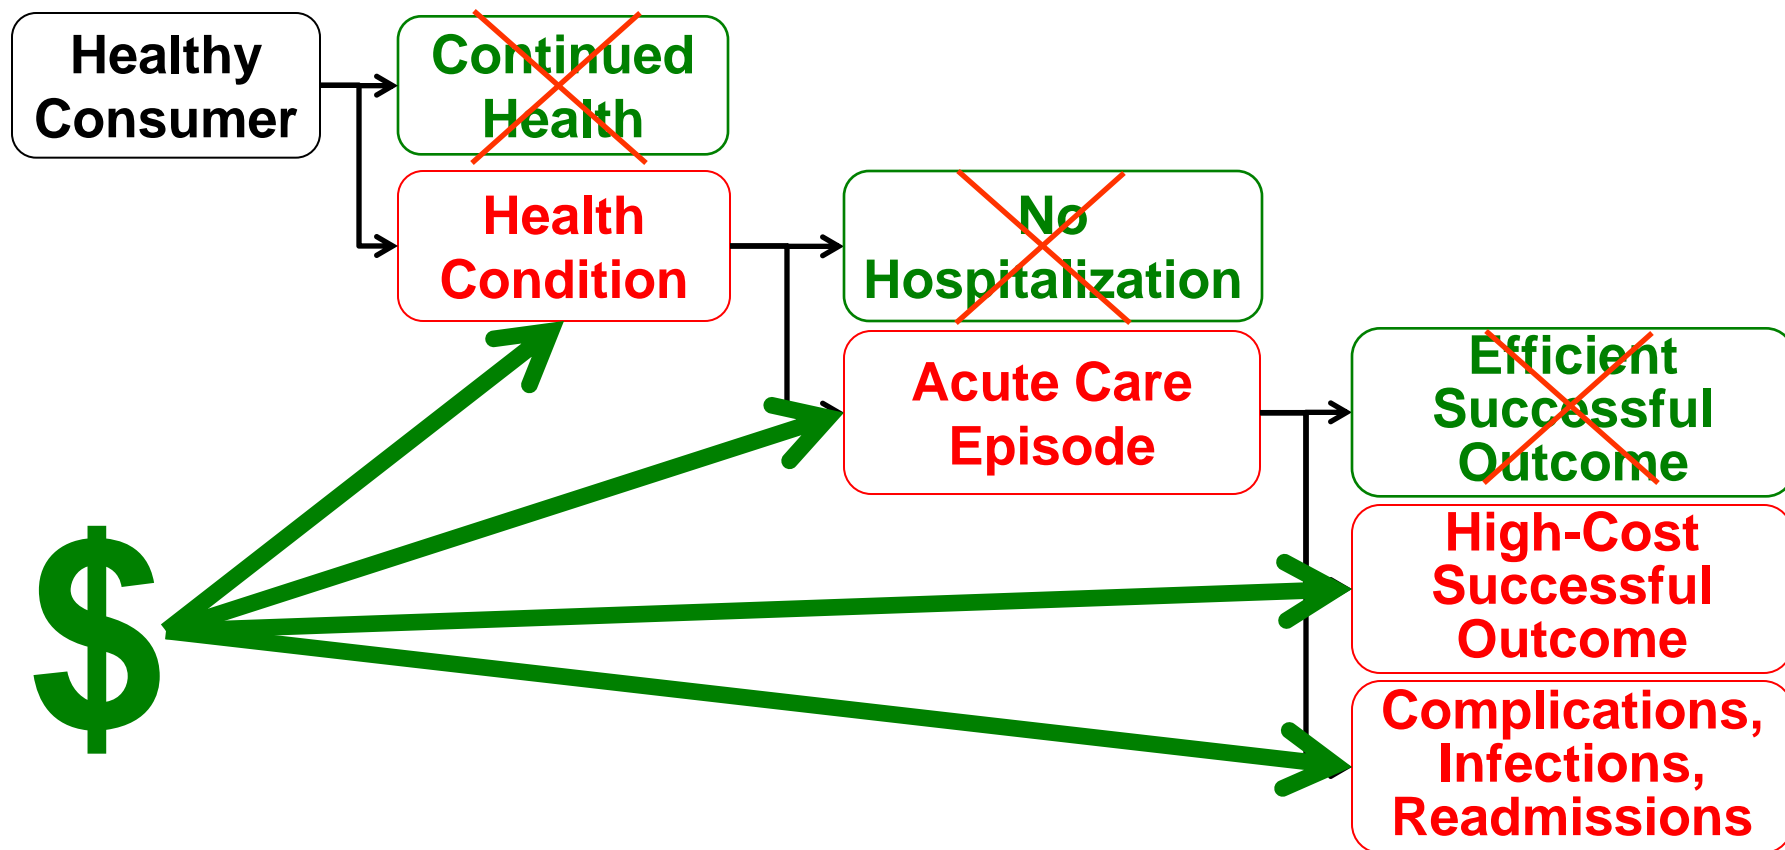 Healthy
Consumer
Continued
Health
Health
Condition
No
Hospitalization
Acute Care
Episode
Efficient
Successful
Outcome
High-Cost
Successful
Outcome
Complications,
Infections,
Readmissions
$